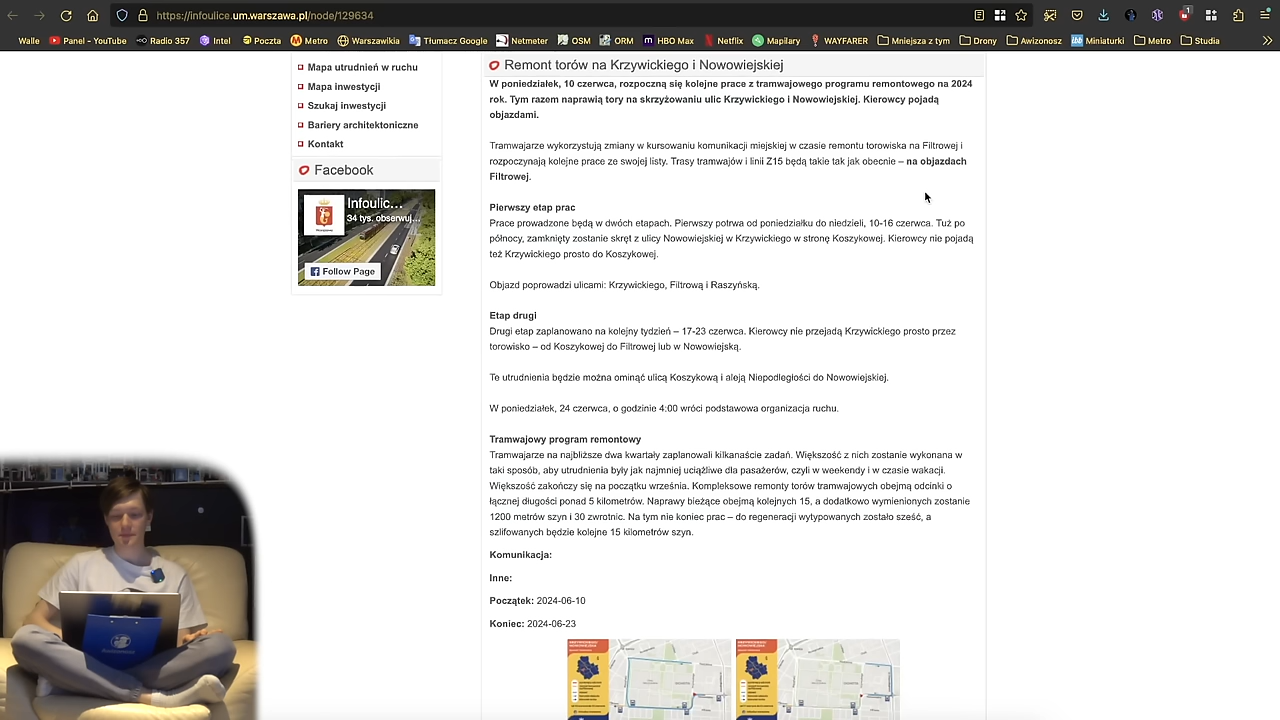 https://infoulice.um.warszawa.pl/node/129634
Walle Panel - YouTube Radio 357 Intel Poczta Metro Warszawikia Tłumacz Google Netmeter OSM ORM HBO Max Netflix Mapilary WAYFARER Mniejsza z tym Drony Awizonosz Miniaturki Metro Studia
Mapa utrudnień w ruchu
Mapa inwestycji
Szukaj inwestycji
Bariery architektoniczne
Kontakt
Facebook
Infoulic...
34 tys. obserwuj...
Follow Page
Remont torów na Krzywickiego i Nowowiejskiej
W poniedziałek, 10 czerwca, rozpoczną się kolejne prace z tramwajowego programu remontowego na 2024
rok. Tym razem naprawią tory na skrzyżowaniu ulic Krzywickiego i Nowowiejskiej. Kierowcy pojadą
objazdami.
Tramwajarze wykorzystują zmiany w kursowaniu komunikacji miejskiej w czasie remontu torowiska na Filtrowej i
rozpoczynają kolejne prace ze swojej listy. Trasy tramwajów i linii Z15 będą takie tak jak obecnie – na objazdach
Filtrowej.
Pierwszy etap prac
Prace prowadzone będą w dwóch etapach. Pierwszy potrwa od poniedziałku do niedzieli, 10-16 czerwca. Tuż po
północy, zamknięty zostanie skręt z ulicy Nowowiejskiej w Krzywickiego w stronę Koszykowej. Kierowcy nie pojadą
też Krzywickiego prosto do Koszykowej.
Objazd poprowadzi ulicami: Krzywickiego, Filtrową i Raszyńską.
Etap drugi
Drugi etap zaplanowano na kolejny tydzień – 17-23 czerwca. Kierowcy nie przejadą Krzywickiego prosto przez
torowisko – od Koszykowej do Filtrowej lub w Nowowiejską.
Te utrudnienia będzie można ominąć ulicą Koszykową i aleją Niepodległości do Nowowiejskiej.
W poniedziałek, 24 czerwca, o godzinie 4:00 wróci podstawowa organizacja ruchu.
Tramwajowy program remontowy
Tramwajarze na najbliższe dwa kwartały zaplanowali kilkanaście zadań. Większość z nich zostanie wykonana w
taki sposób, aby utrudnienia były jak najmniej uciążliwe dla pasażerów, czyli w weekendy i w czasie wakacji.
Większość zakończy się na początku września. Kompleksowe remonty torów tramwajowych obejmą odcinki o
łącznej długości ponad 5 kilometrów. Naprawy bieżące obejmą kolejnych 15, a dodatkowo wymienionych zostanie
1200 metrów szyn i 30 zwrotnic. Na tym nie koniec prac – do regeneracji wytypowanych zostało sześć, a
szlifowanych będzie kolejne 15 kilometrów szyn.
Komunikacja:
Inne:
Początek: 2024-06-10
Koniec: 2024-06-23